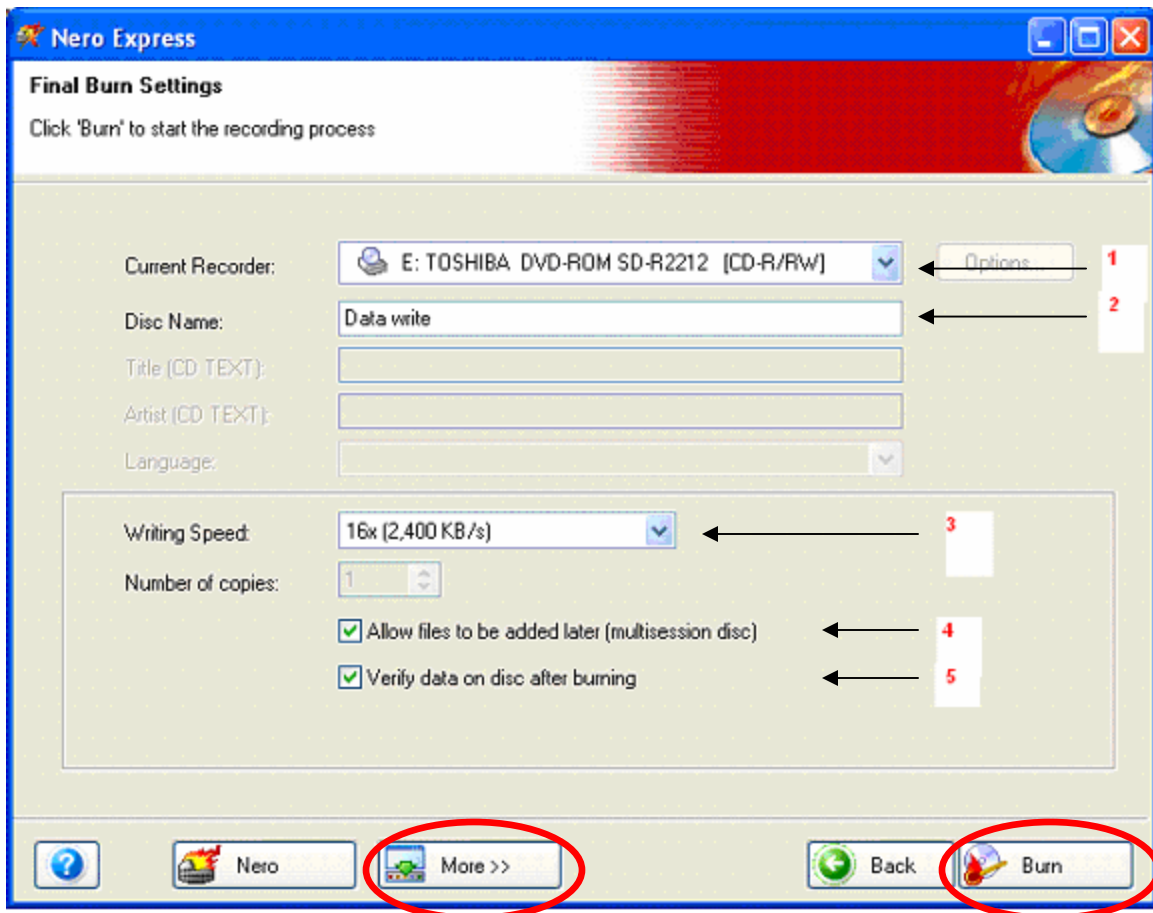 Nero Express
Final Burn Settings
Click 'Burn' to start the recording process
Current Recorder: E: TOSHIBA DVD-ROM SD-R2212 [CD-R/RW] Options... 1
Disc Name: Data write 2
Title (CD TEXT):
Artist (CD TEXT):
Language:
Writing Speed: 16x (2,400 KB/s) 3
Number of copies: 1
Allow files to be added later (multisession disc) 4
Verify data on disc after burning 5
? Nero More >> Back Burn